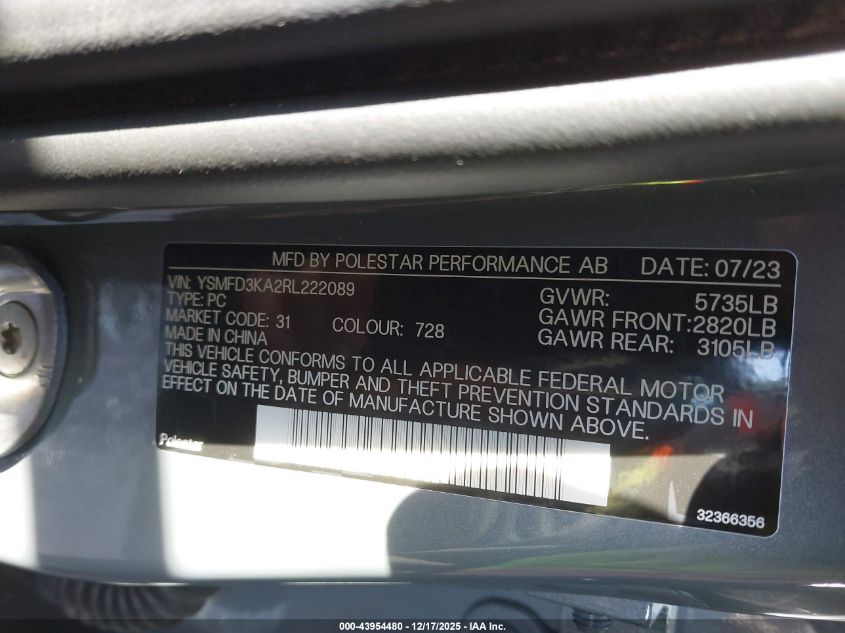 MFD BY POLESTAR PERFORMANCE AB DATE: 07/23
VIN: YSMFD3KA2RL222089
TYPE: PC
MARKET CODE: 31 COLOUR: 728
MADE IN CHINA
GVWR: 5735LB
GAWR FRONT: 2820LB
GAWR REAR: 3105LB
THIS VEHICLE CONFORMS TO ALL APPLICABLE FEDERAL MOTOR
VEHICLE SAFETY, BUMPER AND THEFT PREVENTION STANDARDS IN
EFFECT ON THE DATE OF MANUFACTURE SHOWN ABOVE.
Polestar
32366356
000-43954480 - 12/17/2025 - IAA Inc.